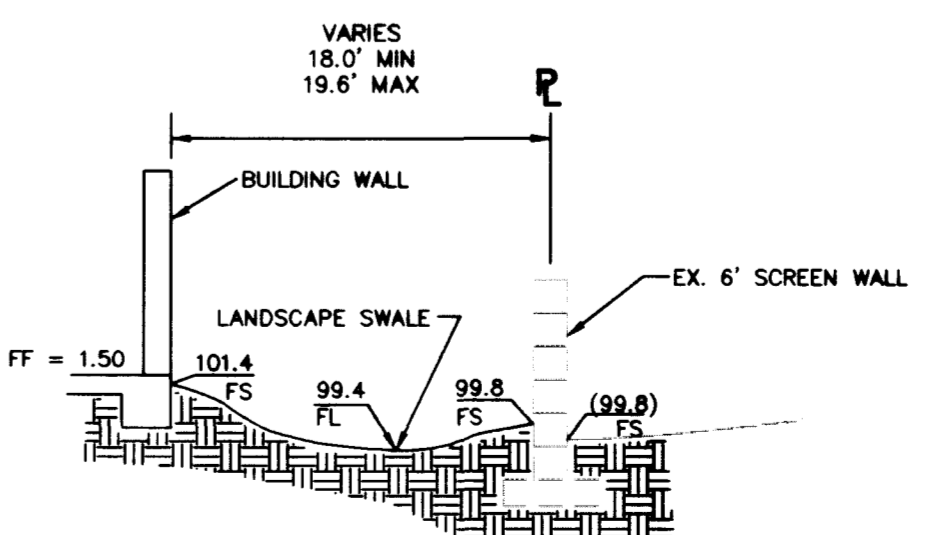 VARIES
18.0' MIN
19.6' MAX
PL
BUILDING WALL
EX. 6' SCREEN WALL
LANDSCAPE SWALE
FF = 1.50
101.4
FS
99.4
FL
99.8
FS
(99.8)
FS